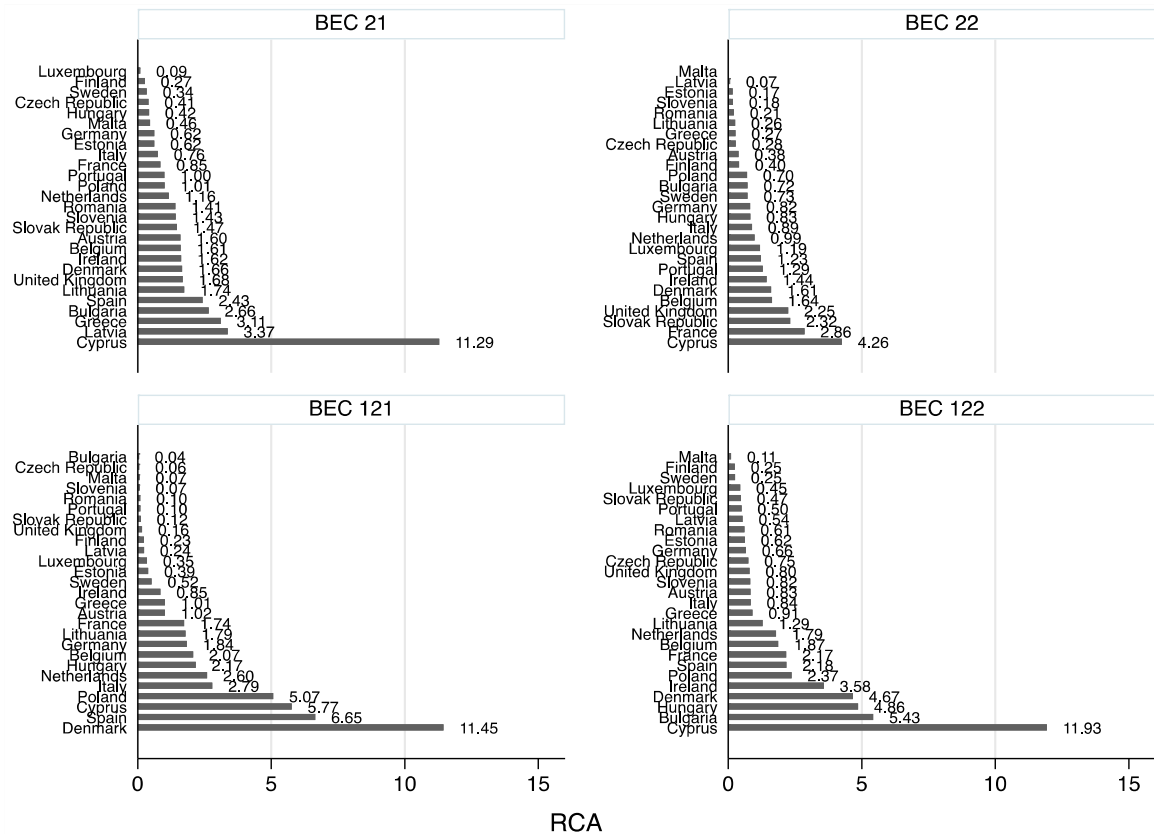 BEC 21
Luxembourg 0.09
Finland 0.27
Sweden 0.34
Czech Republic 0.41
Hungary 0.42
Malta 0.46
Germany 0.62
Estonia 0.62
Italy 0.76
France 0.85
Portugal 1.00
Poland 1.01
Netherlands 1.16
Romania 1.41
Slovenia 1.43
Slovak Republic 1.47
Austria 1.60
Belgium 1.61
Ireland 1.62
Denmark 1.66
United Kingdom 1.68
Lithuania 1.74
Spain 2.43
Bulgaria 2.66
Greece 3.11
Latvia 3.37
Cyprus 11.29
BEC 22
Malta
Latvia 0.07
Estonia 0.17
Slovenia 0.18
Romania 0.21
Lithuania 0.26
Greece 0.27
Czech Republic 0.28
Austria 0.38
Finland 0.40
Poland 0.70
Bulgaria 0.72
Sweden 0.73
Germany 0.82
Hungary 0.83
Italy 0.89
Netherlands 0.99
Luxembourg 1.19
Spain 1.23
Portugal 1.29
Ireland 1.44
Denmark 1.61
Belgium 1.64
United Kingdom 2.25
Slovak Republic 2.32
France 2.86
Cyprus 4.26
BEC 121
Bulgaria 0.04
Czech Republic 0.06
Malta 0.07
Slovenia 0.07
Romania 0.10
Portugal 0.10
Slovak Republic 0.12
United Kingdom 0.16
Finland 0.23
Latvia 0.24
Luxembourg 0.35
Estonia 0.39
Sweden 0.52
Ireland 0.85
Greece 1.01
Austria 1.02
France 1.74
Lithuania 1.79
Germany 1.84
Belgium 2.07
Hungary 2.17
Netherlands 2.60
Italy 2.79
Poland 5.07
Cyprus 5.77
Spain 6.65
Denmark 11.45
0 5 10 15
BEC 122
Malta 0.11
Finland 0.25
Sweden 0.25
Luxembourg 0.45
Slovak Republic 0.47
Portugal 0.50
Latvia 0.54
Romania 0.61
Estonia 0.62
Germany 0.66
Czech Republic 0.75
United Kingdom 0.80
Slovenia 0.82
Austria 0.83
Italy 0.84
Greece 0.91
Lithuania 1.29
Netherlands 1.79
Belgium 1.87
France 2.17
Spain 2.18
Poland 2.37
Ireland 3.58
Denmark 4.67
Hungary 4.86
Bulgaria 5.43
Cyprus 11.93
0 5 10 15
RCA